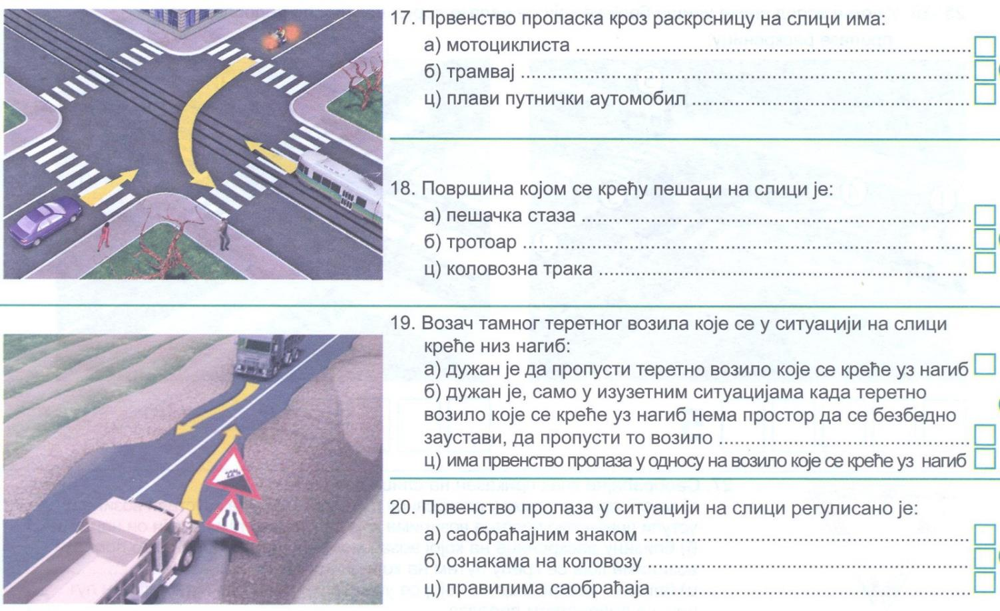 17. Првенство проласка кроз раскрсницу на слици има:
а) мотоциклиста
б) трамвај
ц) плави путнички аутомобил
18. Површина којом се крећу пешаци на слици је:
а) пешачка стаза
б) тротоар
ц) коловозна трака
19. Возач тамног теретног возила које се у ситуацији на слици
креће низ нагиб:
а) дужан је да пропусти теретно возило које се креће уз нагиб
б) дужан је, само у изузетним ситуацијама када теретно
возило које се креће уз нагиб нема простор да се безбедно
заустави, да пропусти то возило
ц) има првенство пролаза у односу на возило које се креће уз нагиб
20. Првенство пролаза у ситуацији на слици регулисано је:
а) саобраћајним знаком
б) ознакама на коловозу
ц) правилима саобраћаја